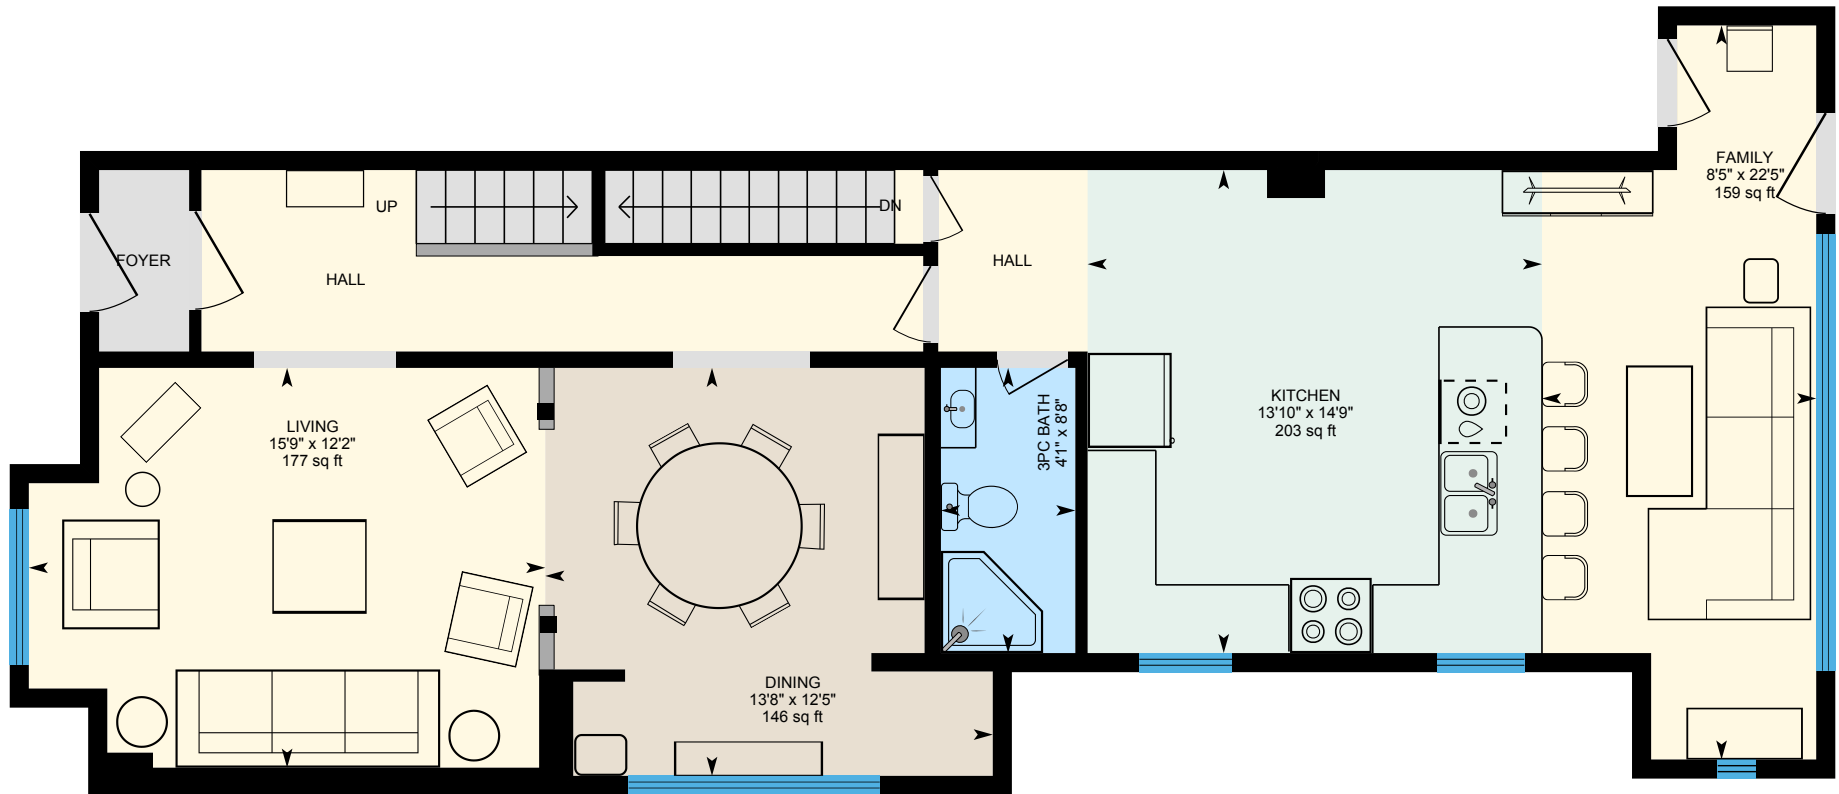 FOYER
UP
HALL
DN
HALL
FAMILY
8'5" x 22'5"
159 sq ft
LIVING
15'9" x 12'2"
177 sq ft
3PC BATH
4'1" x 8'8"
KITCHEN
13'10" x 14'9"
203 sq ft
DINING
13'8" x 12'5"
146 sq ft